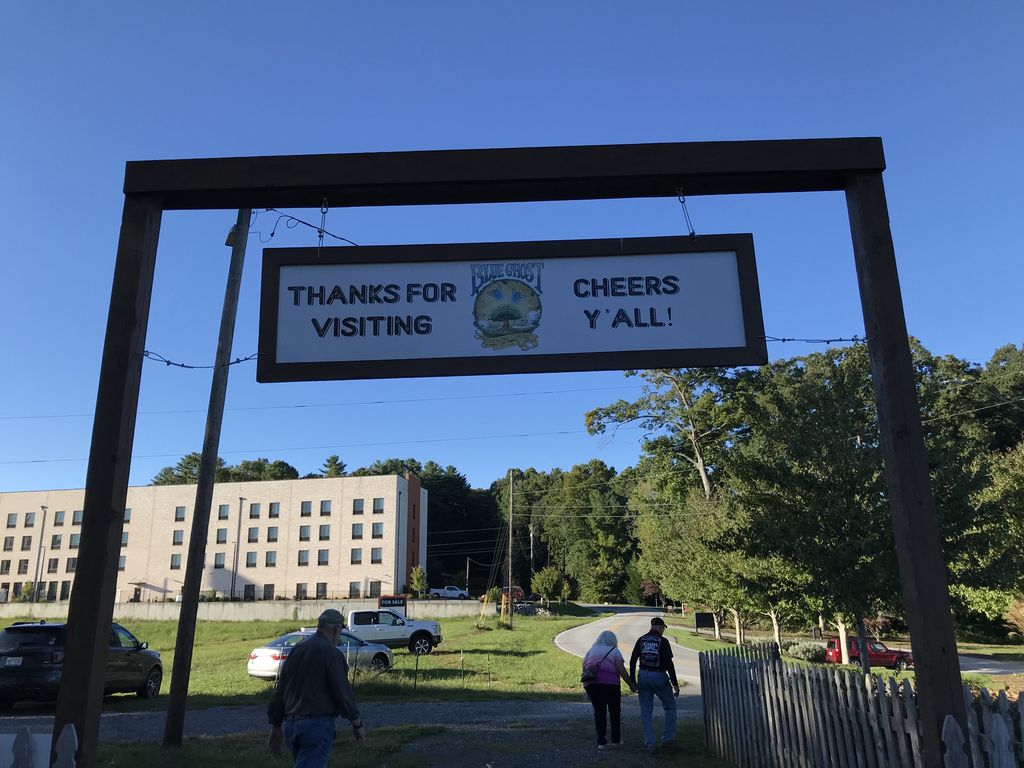 THANKS FOR
VISITING
BLUE GHOST
CHEERS
Y'ALL!
FOR SALE